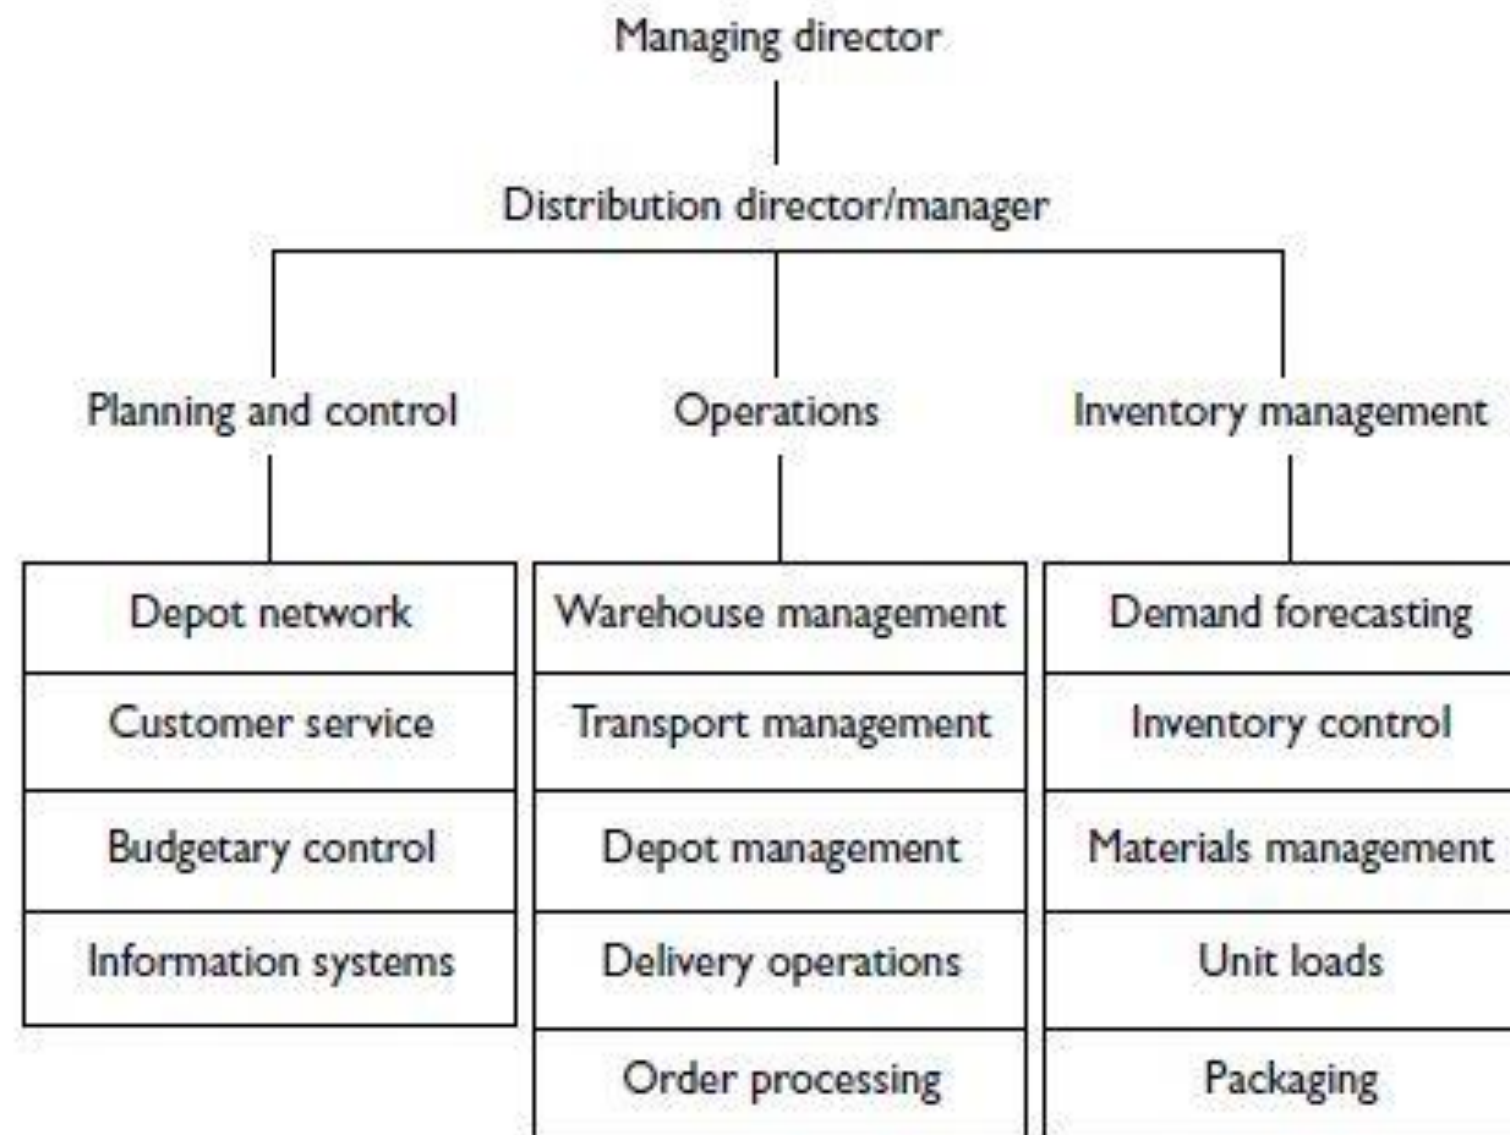 Managing director
Distribution director/manager
Planning and control
Operations
Inventory management
Depot network
Customer service
Budgetary control
Information systems
Warehouse management
Transport management
Depot management
Delivery operations
Order processing
Demand forecasting
Inventory control
Materials management
Unit loads
Packaging